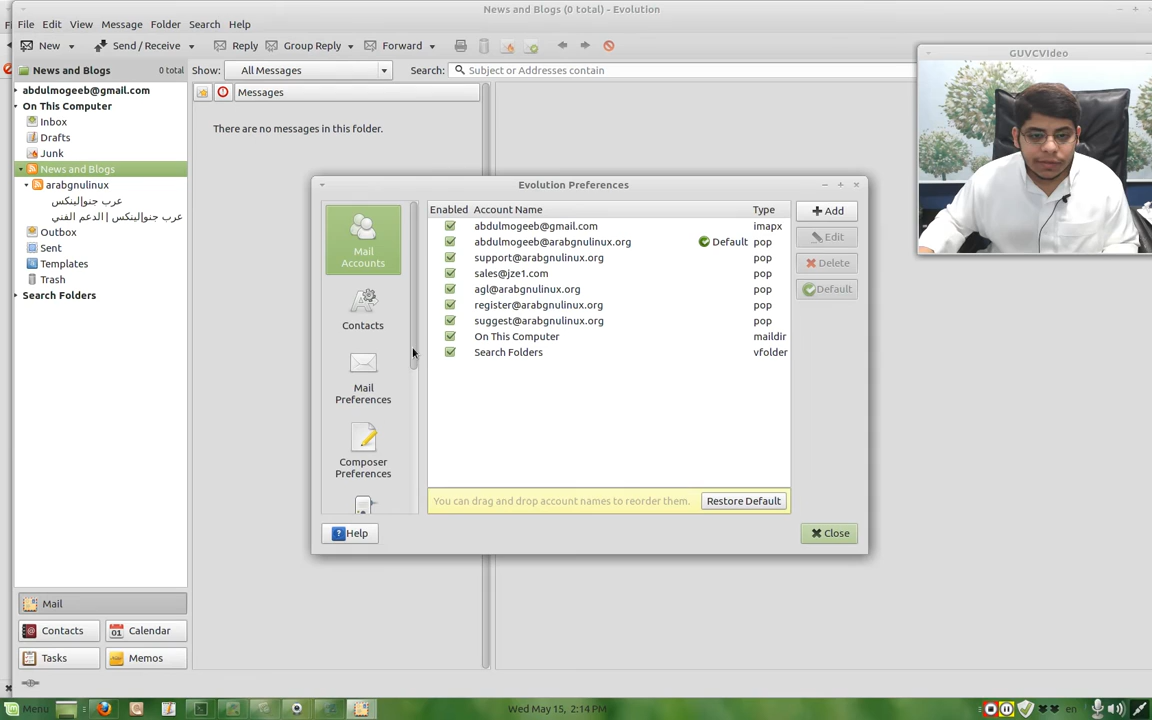 News and Blogs (0 total) - Evolution
File Edit View Message Folder Search Help
New Send / Receive Reply Group Reply Forward
GUVCVIdeo
News and Blogs 0 total Show: All Messages Search: Subject or Addresses contain
Messages
There are no messages in this folder.
abdulmogeeb@gmail.com
On This Computer
Inbox
Drafts
Junk
News and Blogs
arabgnulinux
عرب جنو|لينكس
عرب جنو|لينكس | الدعم الفني
Outbox
Sent
Templates
Trash
Search Folders
Evolution Preferences
Mail
Accounts
Contacts
Mail
Preferences
Composer
Preferences
Enabled Account Name Type
abdulmogeeb@gmail.com imapx
abdulmogeeb@arabgnulinux.org Default pop
support@arabgnulinux.org pop
sales@jze1.com pop
agl@arabgnulinux.org pop
register@arabgnulinux.org pop
suggest@arabgnulinux.org pop
On This Computer maildir
Search Folders vfolder
Add
Edit
Delete
Default
You can drag and drop account names to reorder them. Restore Default
Help Close
Mail
Contacts Calendar
Tasks Memos
Menu Wed May 15, 2:14 PM en